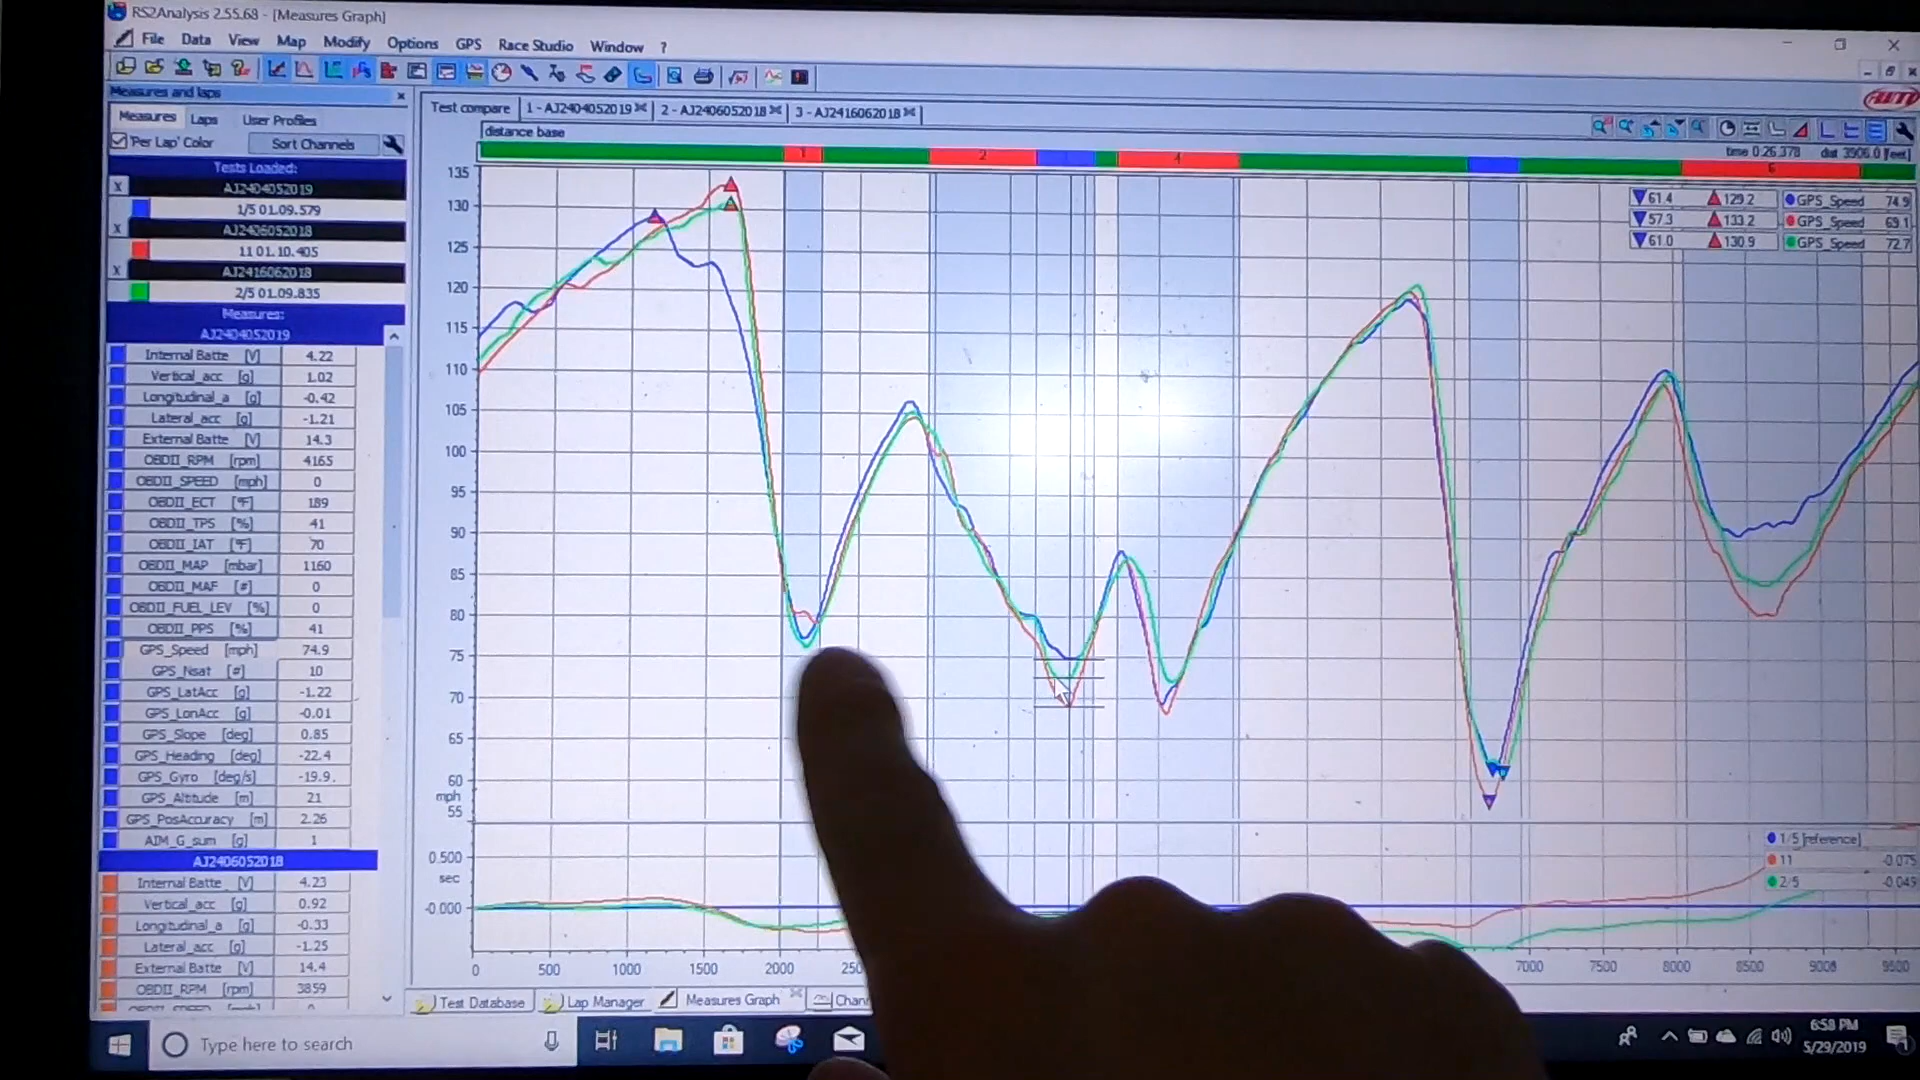 RS2Analysis 2.55.68 - [Measures Graph]
File Data View Map Modify Options GPS Race Studio Window ?
Measures and laps
Measures Laps User Profiles
'Per Lap' Color Sort Channels
Tests Loaded:
X AJ2404052019
1/5 01.09.579
X AJ2406052018
11 01.10.405
X AJ2416062018
2/5 01.09.835
Measures:
AJ2404052019
Internal Batte [V] 4.22
Vertical_acc [g] 1.02
Longitudinal_a [g] -0.42
Lateral_acc [g] -1.21
External Batte [V] 14.3
OBDII_RPM [rpm] 4165
OBDII_SPEED [mph] 0
OBDII_ECT [°F] 189
OBDII_TPS [%] 41
OBDII_IAT [°F] 70
OBDII_MAP [mbar] 1160
OBDII_MAF [#] 0
OBDII_FUEL_LEV [%] 0
OBDII_PPS [%] 41
GPS_Speed [mph] 74.9
GPS_Nsat [#] 10
GPS_LatAcc [g] -1.22
GPS_LonAcc [g] -0.01
GPS_Slope [deg] 0.85
GPS_Heading [deg] -22.4
GPS_Gyro [deg/s] -19.9.
GPS_Altitude [m] 21
GPS_PosAccuracy [m] 2.26
AIM_G_sum [g] 1
AJ2406052018
Internal Batte [V] 4.23
Vertical_acc [g] 0.92
Longitudinal_a [g] -0.33
Lateral_acc [g] -1.25
External Batte [V] 14.4
OBDII_RPM [rpm] 3859
Test compare 1 - AJ2404052019 2 - AJ2406052018 3 - AJ2416062018
distance base
time 0:26.378 dist 3906.0 [feet]
1 2 4 6
61.4 129.2 GPS_Speed 74.9
57.3 133.2 GPS_Speed 69.1
61.0 130.9 GPS_Speed 72.7
135
130
125
120
115
110
105
100
95
90
85
80
75
70
65
60
mph
55
0.500
sec
-0.000
1/5 [reference]
11 -0.075
2/5 -0.049
0 500 1000 1500 2000 250 7000 7500 8000 8500 9000 9500
Test Database Lap Manager Measures Graph Chann
Type here to search
6:58 PM
5/29/2019